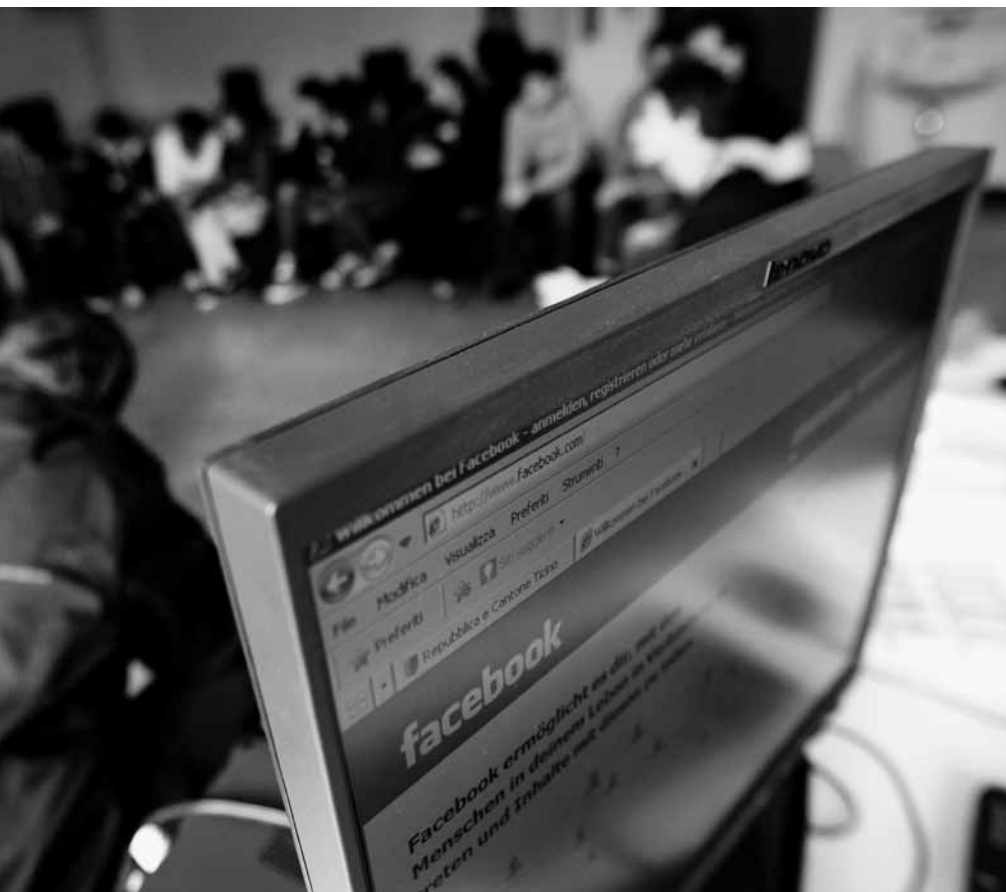 lenovo
Willkommen bei Facebook - anmelden, registrieren oder mehr erfahren
http://www.facebook.com/
File Modifica Visualizza Preferiti Strumenti ?
Preferiti Siti suggeriti
Repubblica e Cantone Ticino
Willkommen bei Facebook
facebook
Facebook ermöglicht es dir, mit den
Menschen in deinem Leben in
treten und Inhalte mit diesen zu teilen